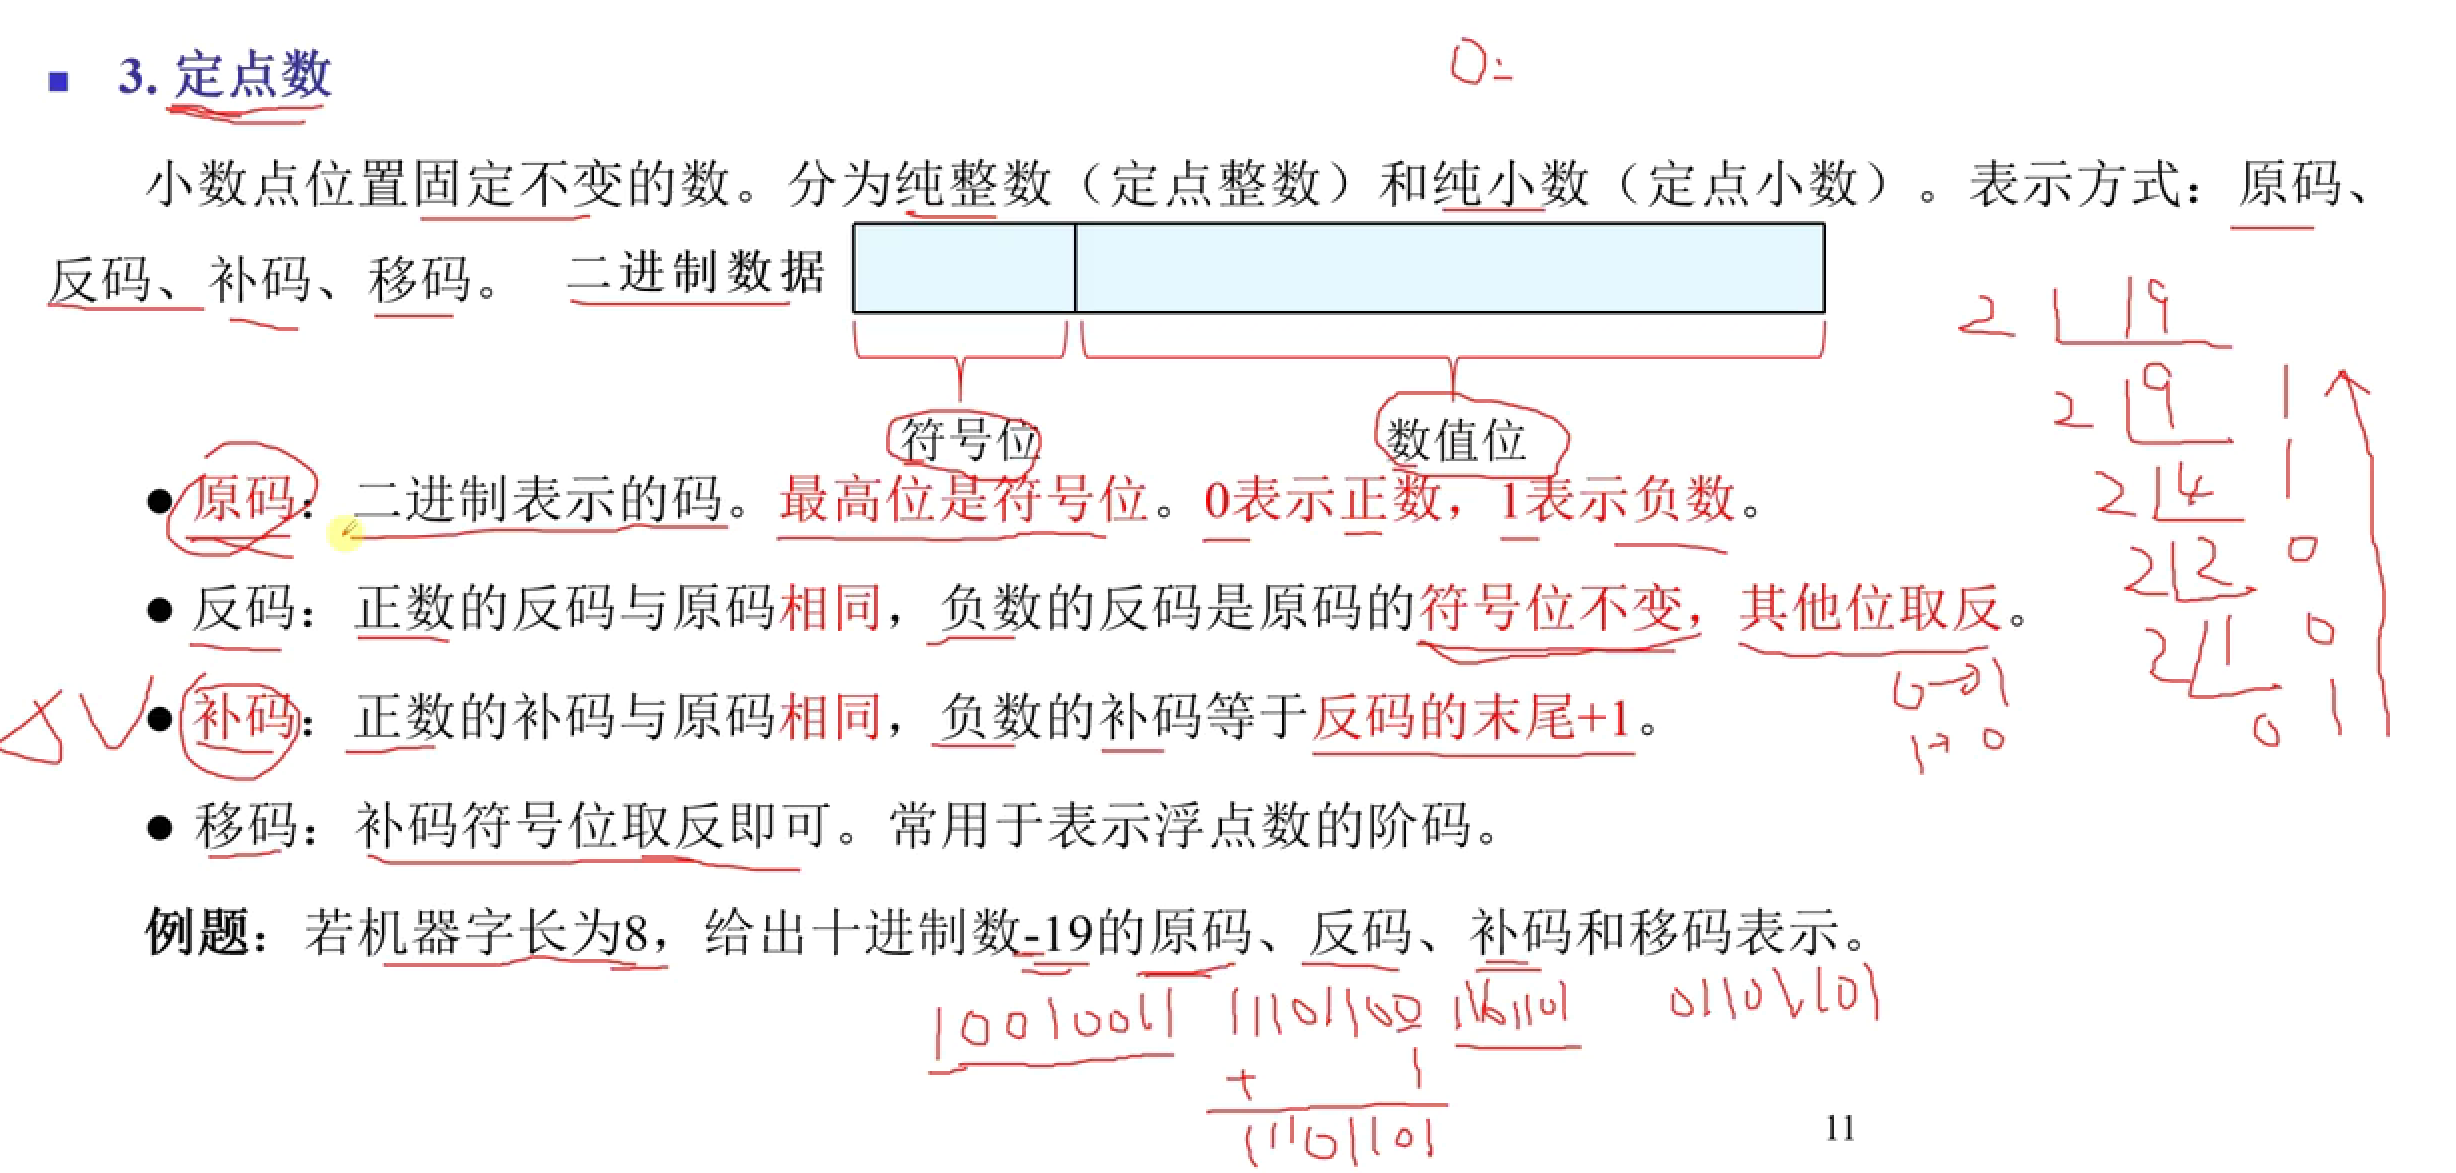 3. 定点数
0.
小数点位置固定不变的数。分为纯整数（定点整数）和纯小数（定点小数）。表示方式：原码、
反码、补码、移码。 二进制数据
符号位 数值位
● 原码：二进制表示的码。最高位是符号位。0表示正数，1表示负数。
● 反码：正数的反码与原码相同，负数的反码是原码的符号位不变，其他位取反。
● 补码：正数的补码与原码相同，负数的补码等于反码的末尾+1。
● 移码：补码符号位取反即可。常用于表示浮点数的阶码。
例题：若机器字长为8，给出十进制数-19的原码、反码、补码和移码表示。
2 19
2 9 1
2 4 1
2 2 0
2 1 0
0 1
0→1
1→0
10010011 11101100 01101101
+ 1
11101101
11